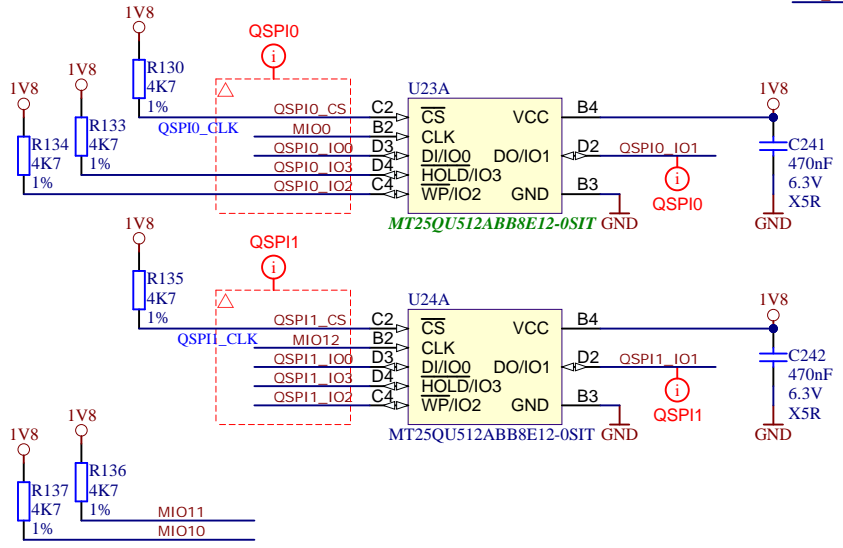 QSPI0
i
1V8
R130
4K7
1%
1V8
R133
4K7
1%
1V8
R134
4K7
1%
QSPI0_CLK
QSPI0_CS
MIO0
QSPI0_IO0
QSPI0_IO3
QSPI0_IO2
C2
B2
D3
D4
C4
U23A
CS VCC
CLK
DI/IO0 DO/IO1
HOLD/IO3
WP/IO2 GND
MT25QU512ABB8E12-0SIT
B4
D2
B3
QSPI0_IO1
i
QSPI0
GND
1V8
C241
470nF
6.3V
X5R
GND
QSPI1
i
1V8
R135
4K7
1%
QSPI1_CLK
QSPI1_CS
MIO12
QSPI1_IO0
QSPI1_IO3
QSPI1_IO2
C2
B2
D3
D4
C4
U24A
CS VCC
CLK
DI/IO0 DO/IO1
HOLD/IO3
WP/IO2 GND
MT25QU512ABB8E12-0SIT
B4
D2
B3
QSPI1_IO1
i
QSPI1
GND
1V8
C242
470nF
6.3V
X5R
GND
1V8
R136
4K7
1%
1V8
R137
4K7
1%
MIO11
MIO10